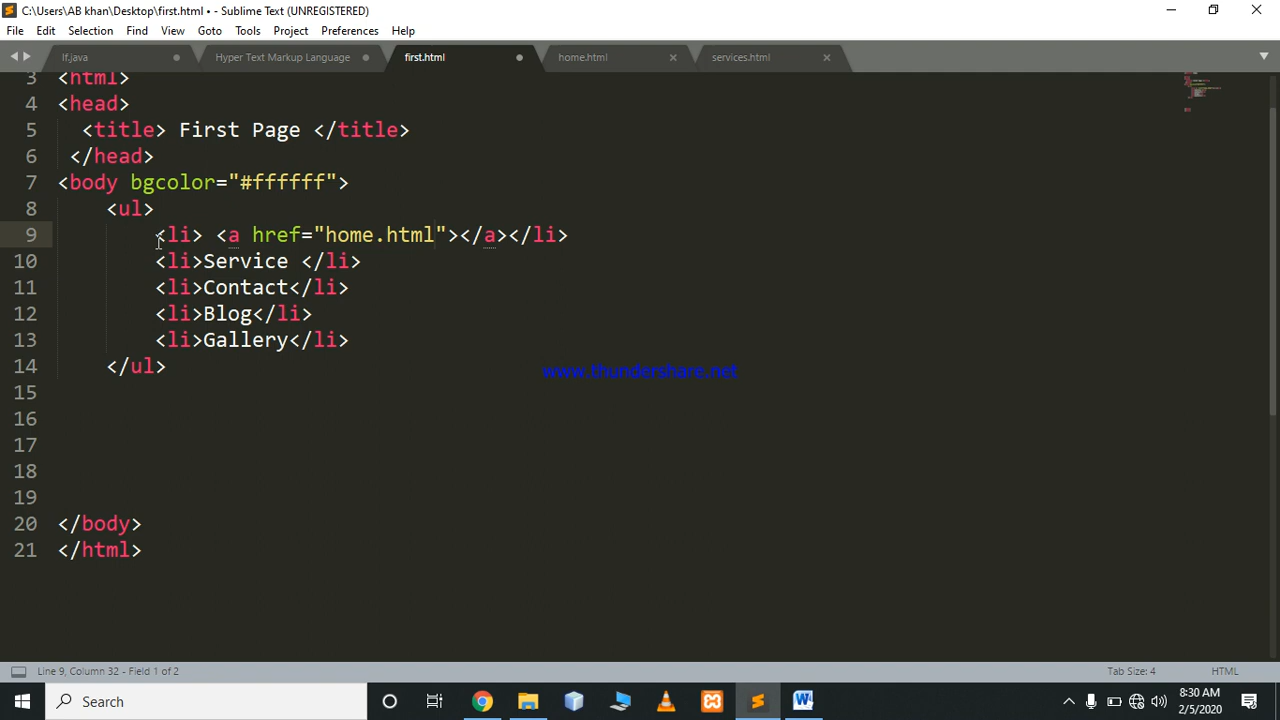 C:\Users\AB khan\Desktop\first.html • - Sublime Text (UNREGISTERED)
File Edit Selection Find View Goto Tools Project Preferences Help
If.java Hyper Text Markup Language first.html home.html services.html
3 <html>
4 <head>
5 <title> First Page </title>
6 </head>
7 <body bgcolor="#ffffff">
8 <ul>
9 <li> <a href="home.html"></a></li>
10 <li>Service </li>
11 <li>Contact</li>
12 <li>Blog</li>
13 <li>Gallery</li>
14 </ul>
www.thundershare.net
15
16
17
18
19
20 </body>
21 </html>
Line 9, Column 32 - Field 1 of 2 Tab Size: 4 HTML
Search
8:30 AM
2/5/2020